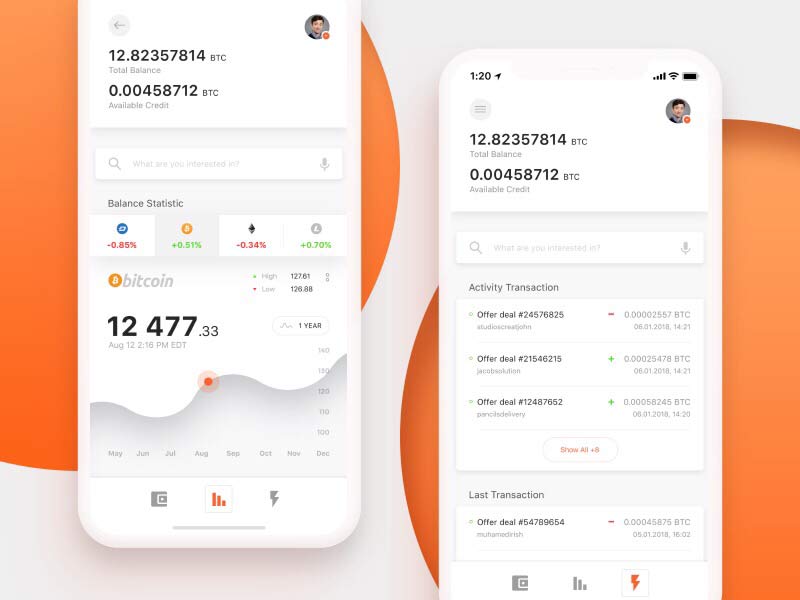 12.82357814 BTC
Total Balance
0.00458712 BTC
Available Credit
What are you interested in?
Balance Statistic
-0.85%
+0.51%
-0.34%
+0.70%
bitcoin
High 127.61
Low 126.88
12 477.33
1 YEAR
Aug 12 2:16 PM EDT
140
130
120
110
100
May Jun Jul Aug Sep Oct Nov Dec
1:20
12.82357814 BTC
Total Balance
0.00458712 BTC
Available Credit
What are you interested in?
Activity Transaction
Offer deal #24576825 − 0.00002557 BTC
studioscreatjohn 06.01.2018, 14:21
Offer deal #21546215 + 0.00025478 BTC
jacobsolution 06.01.2018, 14:21
Offer deal #12487652 + 0.00058245 BTC
pancilsdelivery 06.01.2018, 14:20
Show All +8
Last Transaction
Offer deal #54789654 − 0.00045875 BTC
muhamedirish 05.01.2018, 16:02